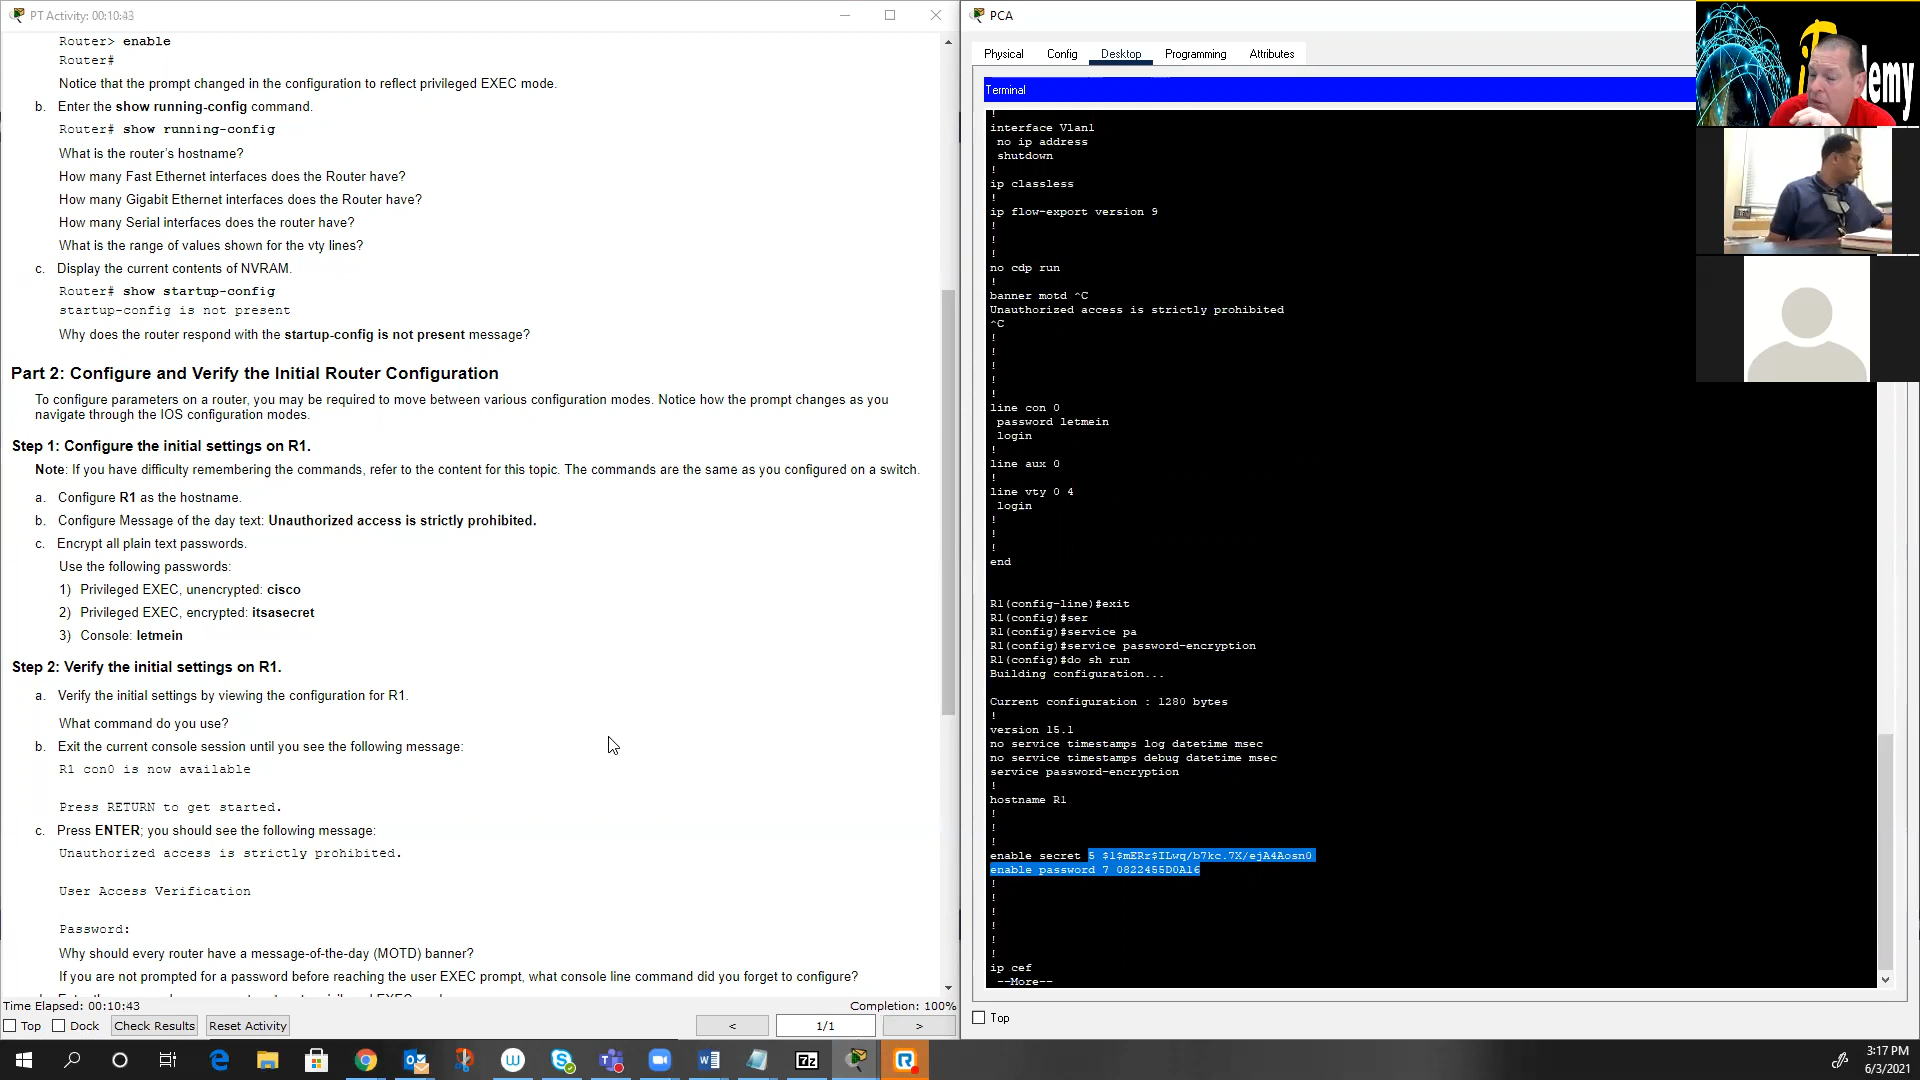 PT Activity: 00:10:43
Router> enable
Router#
Notice that the prompt changed in the configuration to reflect privileged EXEC mode.
b. Enter the show running-config command.
Router# show running-config
What is the router's hostname?
How many Fast Ethernet interfaces does the Router have?
How many Gigabit Ethernet interfaces does the Router have?
How many Serial interfaces does the router have?
What is the range of values shown for the vty lines?
c. Display the current contents of NVRAM.
Router# show startup-config
startup-config is not present
Why does the router respond with the startup-config is not present message?
Part 2: Configure and Verify the Initial Router Configuration
To configure parameters on a router, you may be required to move between various configuration modes. Notice how the prompt changes as you
navigate through the IOS configuration modes.
Step 1: Configure the initial settings on R1.
Note: If you have difficulty remembering the commands, refer to the content for this topic. The commands are the same as you configured on a switch.
a. Configure R1 as the hostname.
b. Configure Message of the day text: Unauthorized access is strictly prohibited.
c. Encrypt all plain text passwords.
Use the following passwords:
1) Privileged EXEC, unencrypted: cisco
2) Privileged EXEC, encrypted: itsasecret
3) Console: letmein
Step 2: Verify the initial settings on R1.
a. Verify the initial settings by viewing the configuration for R1.
What command do you use?
b. Exit the current console session until you see the following message:
R1 con0 is now available
Press RETURN to get started.
c. Press ENTER; you should see the following message:
Unauthorized access is strictly prohibited.
User Access Verification
Password:
Why should every router have a message-of-the-day (MOTD) banner?
If you are not prompted for a password before reaching the user EXEC prompt, what console line command did you forget to configure?
Time Elapsed: 00:10:43
Completion: 100%
Top
Dock
Check Results
Reset Activity
<
1/1
>
PCA
Physical
Config
Desktop
Programming
Attributes
Terminal
!
interface Vlan1
no ip address
shutdown
!
ip classless
!
ip flow-export version 9
!
!
!
no cdp run
!
banner motd ^C
Unauthorized access is strictly prohibited
^C
!
!
!
!
!
line con 0
password letmein
login
!
line aux 0
!
line vty 0 4
login
!
!
!
end
R1(config-line)#exit
R1(config)#ser
R1(config)#service pa
R1(config)#service password-encryption
R1(config)#do sh run
Building configuration...
Current configuration : 1280 bytes
!
version 15.1
no service timestamps log datetime msec
no service timestamps debug datetime msec
service password-encryption
!
hostname R1
!
!
!
enable secret 5 $1$mERr$ILwq/b7kc.7X/ejA4Aosn0
enable password 7 0822455D0A16
!
!
!
!
!
!
ip cef
--More--
Top
3:17 PM
6/3/2021